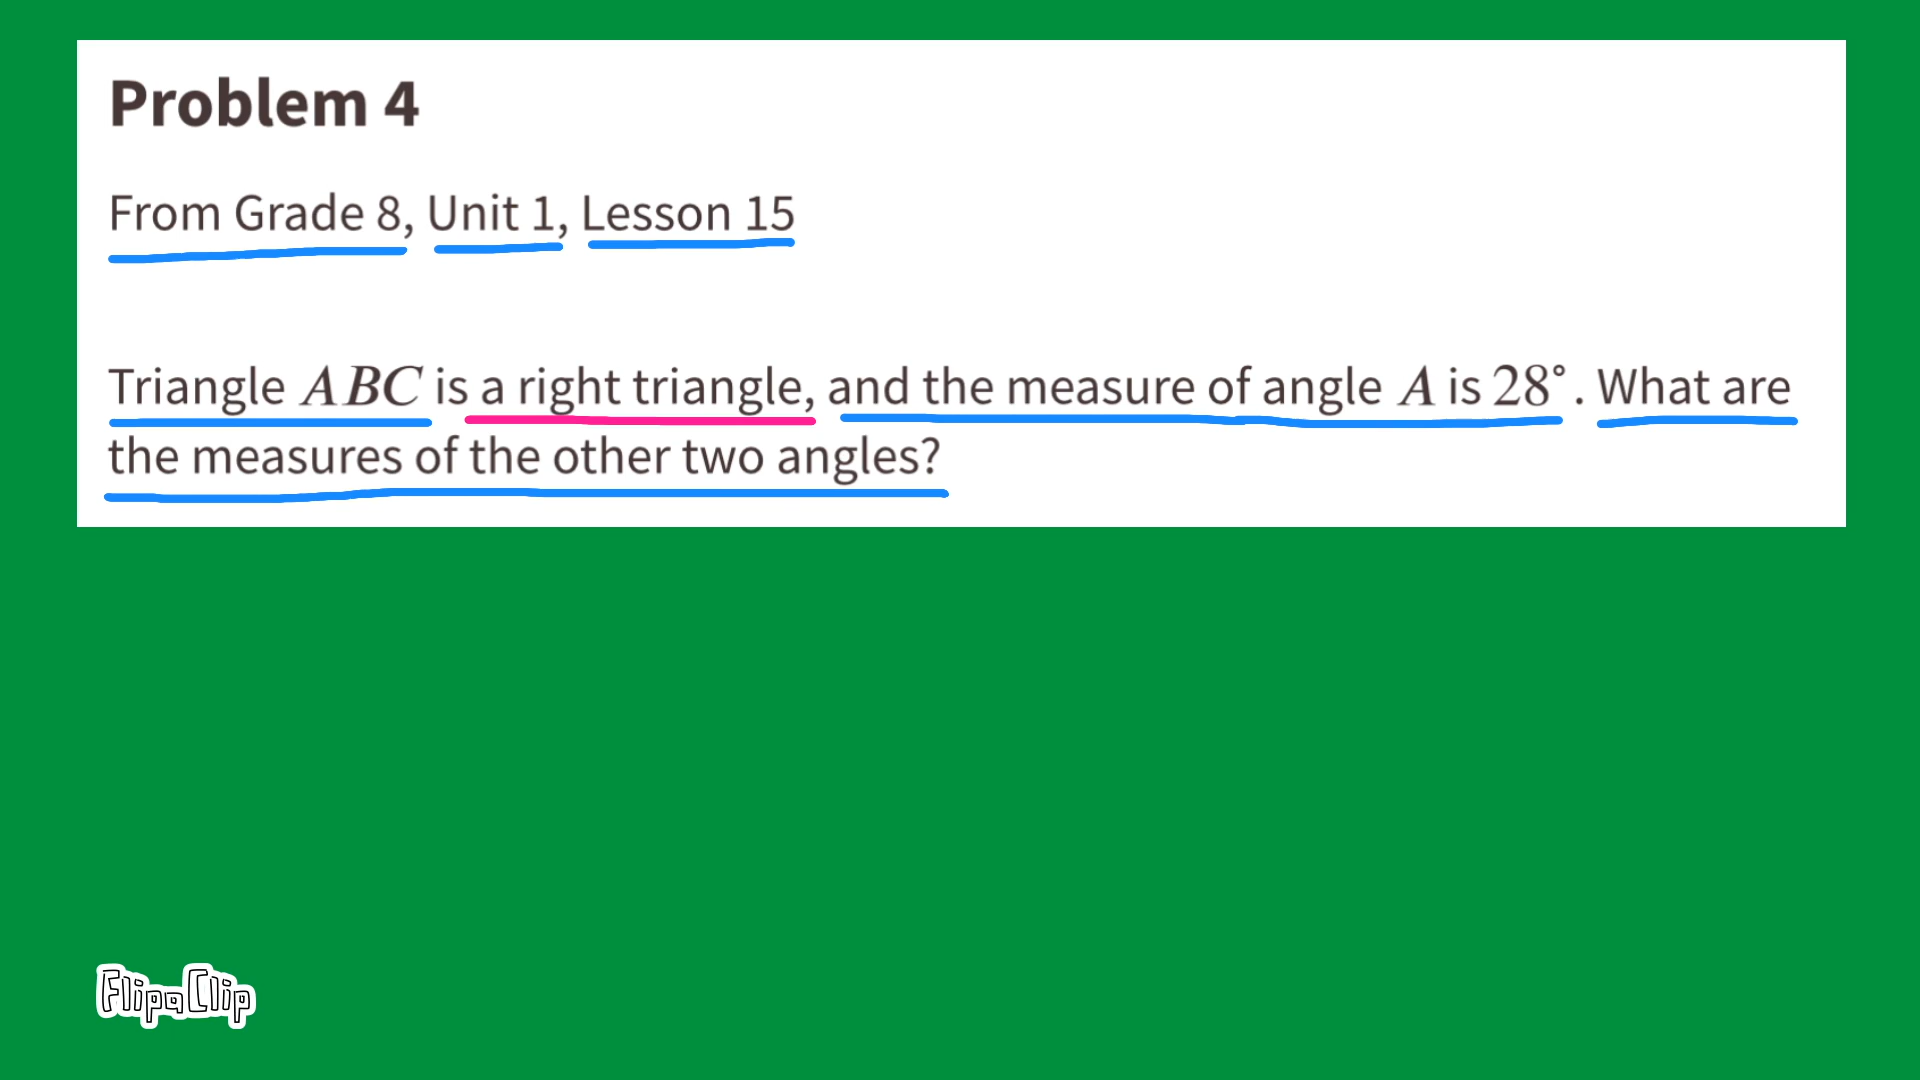 Problem 4
From Grade 8, Unit 1, Lesson 15
Triangle ABC is a right triangle, and the measure of angle A is 28°. What are
the measures of the other two angles?
FlipaClip